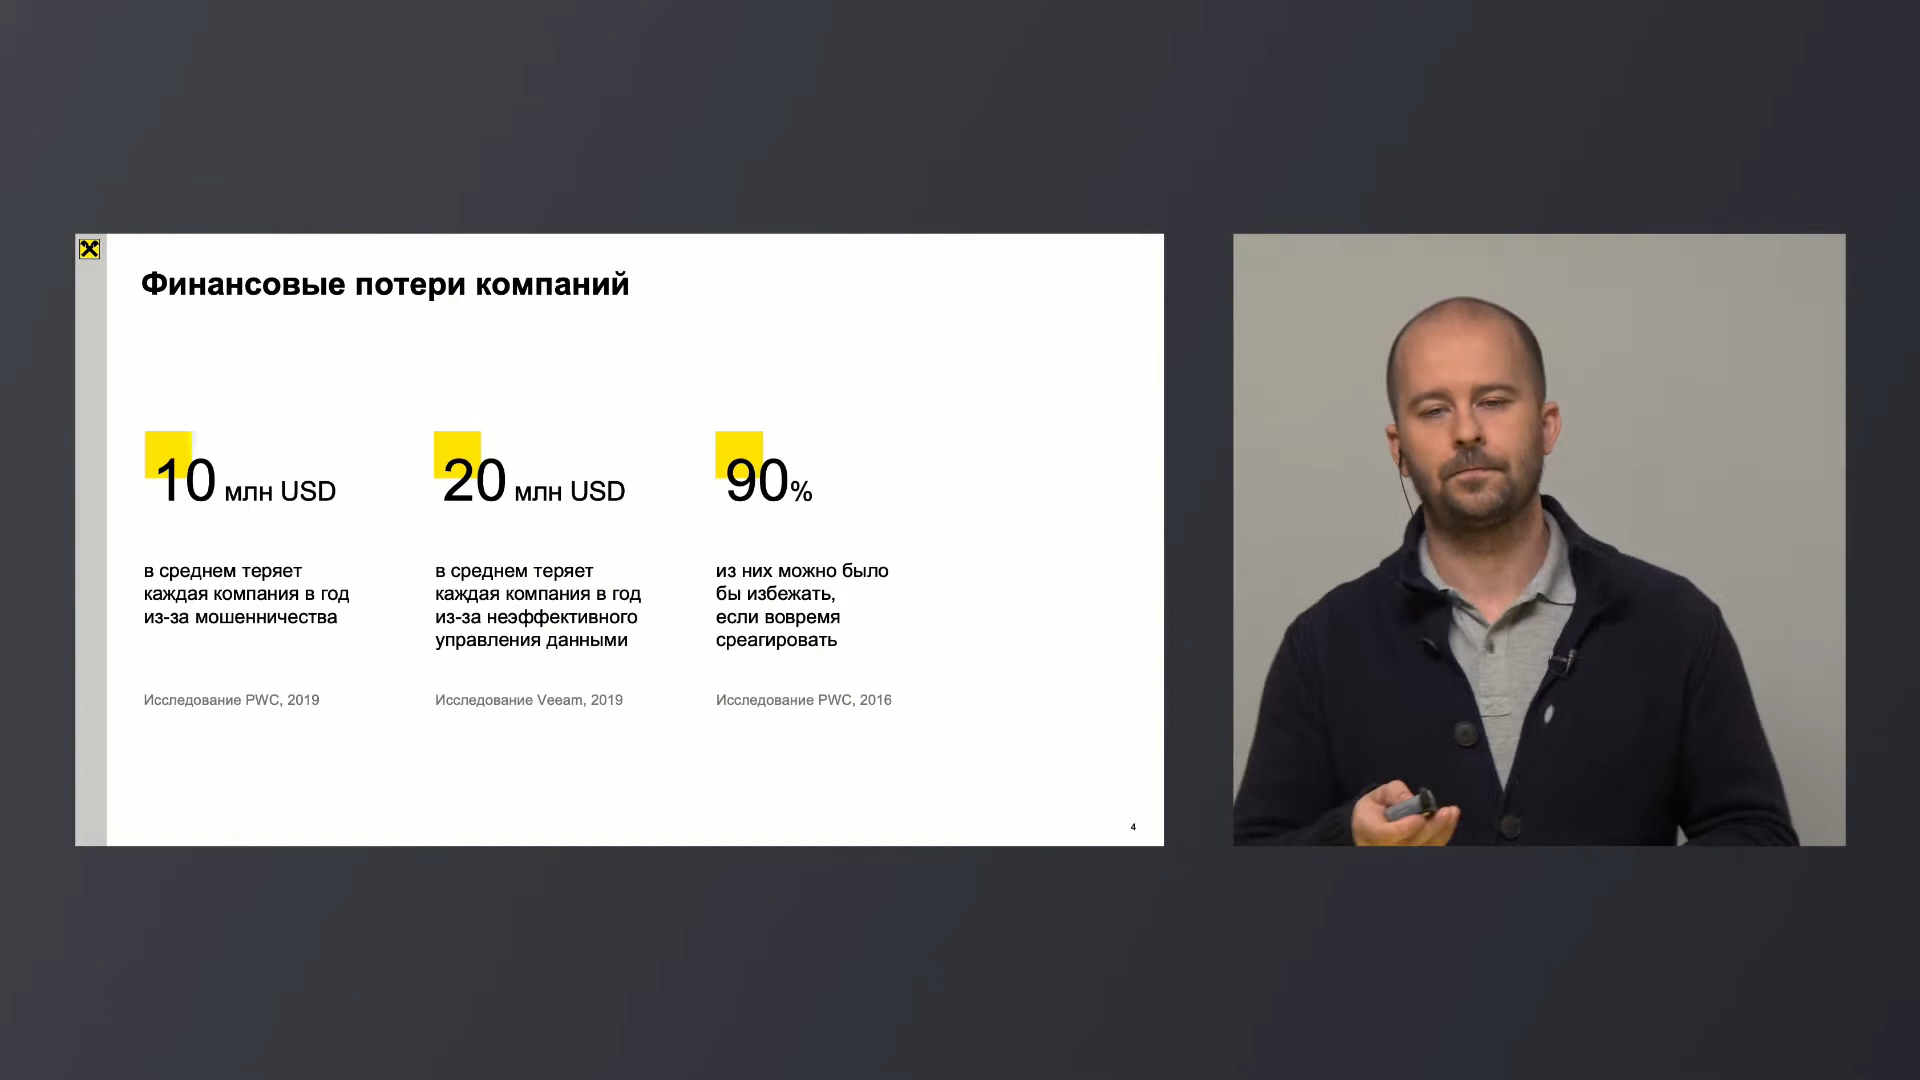 Финансовые потери компаний
10 млн USD
20 млн USD
90%
в среднем теряет
каждая компания в год
из-за мошенничества
в среднем теряет
каждая компания в год
из-за неэффективного
управления данными
из них можно было
бы избежать,
если вовремя
среагировать
Исследование PWC, 2019
Исследование Veeam, 2019
Исследование PWC, 2016
4